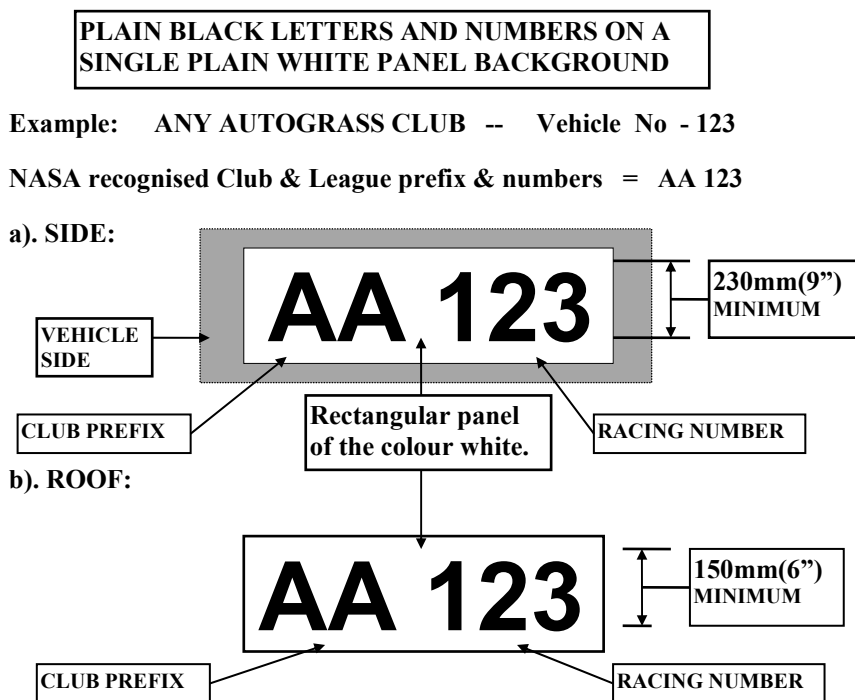 PLAIN BLACK LETTERS AND NUMBERS ON A
SINGLE PLAIN WHITE PANEL BACKGROUND
Example: ANY AUTOGRASS CLUB -- Vehicle No - 123
NASA recognised Club & League prefix & numbers = AA 123
a). SIDE:
AA 123
230mm(9”)
MINIMUM
VEHICLE
SIDE
CLUB PREFIX
Rectangular panel
of the colour white.
RACING NUMBER
b). ROOF:
AA 123
150mm(6”)
MINIMUM
CLUB PREFIX
RACING NUMBER